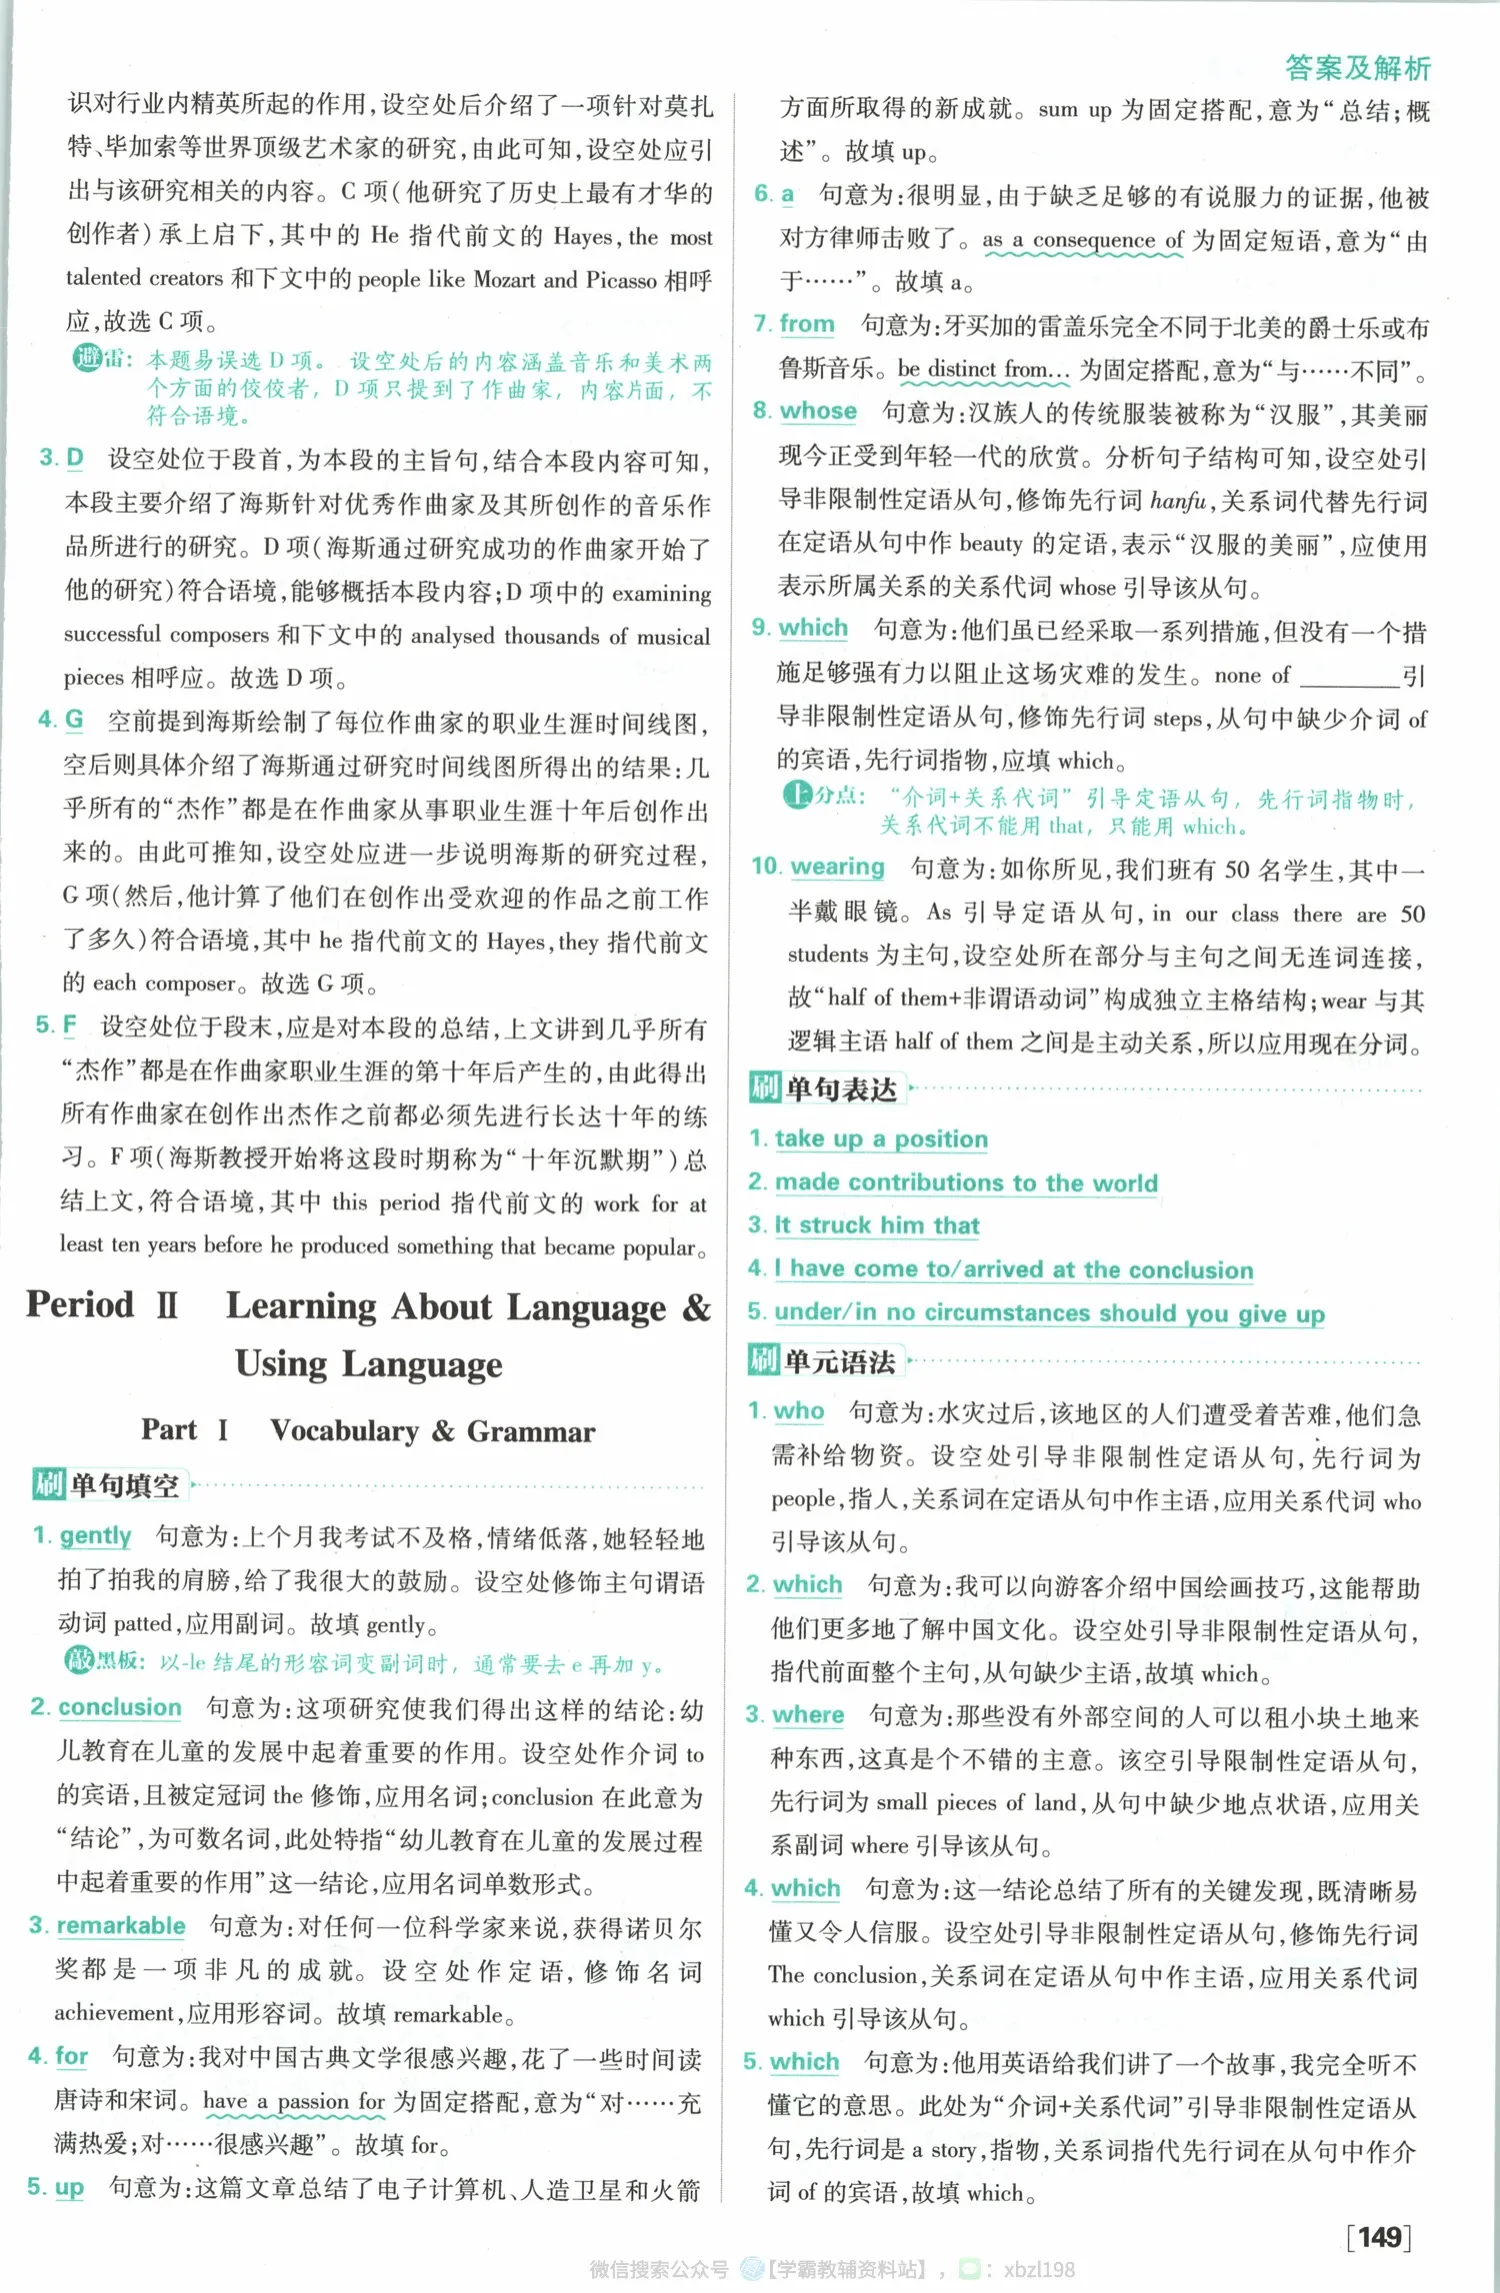 答案及解析
识对行业内精英所起的作用,设空处后介绍了一项针对莫扎
特、毕加索等世界顶级艺术家的研究,由此可知,设空处应引
出与该研究相关的内容。C 项(他研究了历史上最有才华的
创作者)承上启下,其中的 He 指代前文的 Hayes, the most
talented creators 和下文中的 people like Mozart and Picasso 相呼
应,故选 C 项。
避雷: 本题易误选 D 项。 设空处后的内容涵盖音乐和美术两
个方面的佼佼者, D 项只提到了作曲家, 内容片面, 不
符合语境。
3. D 设空处位于段首,为本段的主旨句,结合本段内容可知,
本段主要介绍了海斯针对优秀作曲家及其所创作的音乐作
品所进行的研究。D 项(海斯通过研究成功的作曲家开始了
他的研究)符合语境,能够概括本段内容;D 项中的 examining
successful composers 和下文中的 analysed thousands of musical
pieces 相呼应。故选 D 项。
4. G 空前提到海斯绘制了每位作曲家的职业生涯时间线图,
空后则具体介绍了海斯通过研究时间线图所得出的结果:几
乎所有的“杰作”都是在作曲家从事职业生涯十年后创作出
来的。由此可推知,设空处应进一步说明海斯的研究过程,
G 项(然后,他计算了他们在创作出受欢迎的作品之前工作
了多久)符合语境,其中 he 指代前文的 Hayes, they 指代前文
的 each composer。故选 G 项。
5. F 设空处位于段末,应是对本段的总结,上文讲到几乎所有
“杰作”都是在作曲家职业生涯的第十年后产生的,由此得出
所有作曲家在创作出杰作之前都必须先进行长达十年的练
习。F 项(海斯教授开始将这段时期称为“十年沉默期”)总
结上文,符合语境,其中 this period 指代前文的 work for at
least ten years before he produced something that became popular。
Period Ⅱ Learning About Language &
Using Language
Part Ⅰ Vocabulary & Grammar
刷 单句填空
1. gently 句意为:上个月我考试不及格,情绪低落,她轻轻地
拍了拍我的肩膀,给了我很大的鼓励。设空处修饰主句谓语
动词 patted,应用副词。故填 gently。
敲黑板: 以-le 结尾的形容词变副词时, 通常要去 e 再加 y。
2. conclusion 句意为:这项研究使我们得出这样的结论:幼
儿教育在儿童的发展中起着重要的作用。设空处作介词 to
的宾语,且被定冠词 the 修饰,应用名词;conclusion 在此意为
“结论”,为可数名词,此处特指“幼儿教育在儿童的发展过程
中起着重要的作用”这一结论,应用名词单数形式。
3. remarkable 句意为:对任何一位科学家来说,获得诺贝尔
奖都是一项非凡的成就。设空处作定语,修饰名词
achievement,应用形容词。故填 remarkable。
4. for 句意为:我对中国古典文学很感兴趣,花了一些时间读
唐诗和宋词。have a passion for 为固定搭配,意为“对……充
满热爱;对……很感兴趣”。故填 for。
5. up 句意为:这篇文章总结了电子计算机、人造卫星和火箭
方面所取得的新成就。sum up 为固定搭配,意为“总结;概
述”。故填 up。
6. a 句意为:很明显,由于缺乏足够的有说服力的证据,他被
对方律师击败了。as a consequence of 为固定短语,意为“由
于……”。故填 a。
7. from 句意为:牙买加的雷盖乐完全不同于北美的爵士乐或布
鲁斯音乐。be distinct from... 为固定搭配,意为“与……不同”。
8. whose 句意为:汉族人的传统服装被称为“汉服”,其美丽
现今正受到年轻一代的欣赏。分析句子结构可知,设空处引
导非限制性定语从句,修饰先行词 hanfu,关系词代替先行词
在定语从句中作 beauty 的定语,表示“汉服的美丽”,应使用
表示所属关系的关系代词 whose 引导该从句。
9. which 句意为:他们虽已经采取一系列措施,但没有一个措
施足够强有力以阻止这场灾难的发生。none of ________引
导非限制性定语从句,修饰先行词 steps,从句中缺少介词 of
的宾语,先行词指物,应填 which。
上分点: “介词+关系代词”引导定语从句, 先行词指物时,
关系代词不能用 that, 只能用 which。
10. wearing 句意为:如你所见,我们班有 50 名学生,其中一
半戴眼镜。As 引导定语从句, in our class there are 50
students 为主句,设空处所在部分与主句之间无连词连接,
故“half of them+非谓语动词”构成独立主格结构;wear 与其
逻辑主语 half of them 之间是主动关系,所以应用现在分词。
刷 单句表达
1. take up a position
2. made contributions to the world
3. It struck him that
4. I have come to/arrived at the conclusion
5. under/in no circumstances should you give up
刷 单元语法
1. who 句意为:水灾过后,该地区的人们遭受着苦难,他们急
需补给物资。设空处引导非限制性定语从句,先行词为
people,指人,关系词在定语从句中作主语,应用关系代词 who
引导该从句。
2. which 句意为:我可以向游客介绍中国绘画技巧,这能帮助
他们更多地了解中国文化。设空处引导非限制性定语从句,
指代前面整个主句,从句缺少主语,故填 which。
3. where 句意为:那些没有外部空间的人可以租小块土地来
种东西,这真是个不错的主意。该空引导限制性定语从句,
先行词为 small pieces of land,从句中缺少地点状语,应用关
系副词 where 引导该从句。
4. which 句意为:这一结论总结了所有的关键发现,既清晰易
懂又令人信服。设空处引导非限制性定语从句,修饰先行词
The conclusion,关系词在定语从句中作主语,应用关系代词
which 引导该从句。
5. which 句意为:他用英语给我们讲了一个故事,我完全听不
懂它的意思。此处为“介词+关系代词”引导非限制性定语从
句,先行词是 a story,指物,关系词指代先行词在从句中作介
词 of 的宾语,故填 which。
[149]
微信搜索公众号【学霸教辅资料站】, : xbzl198